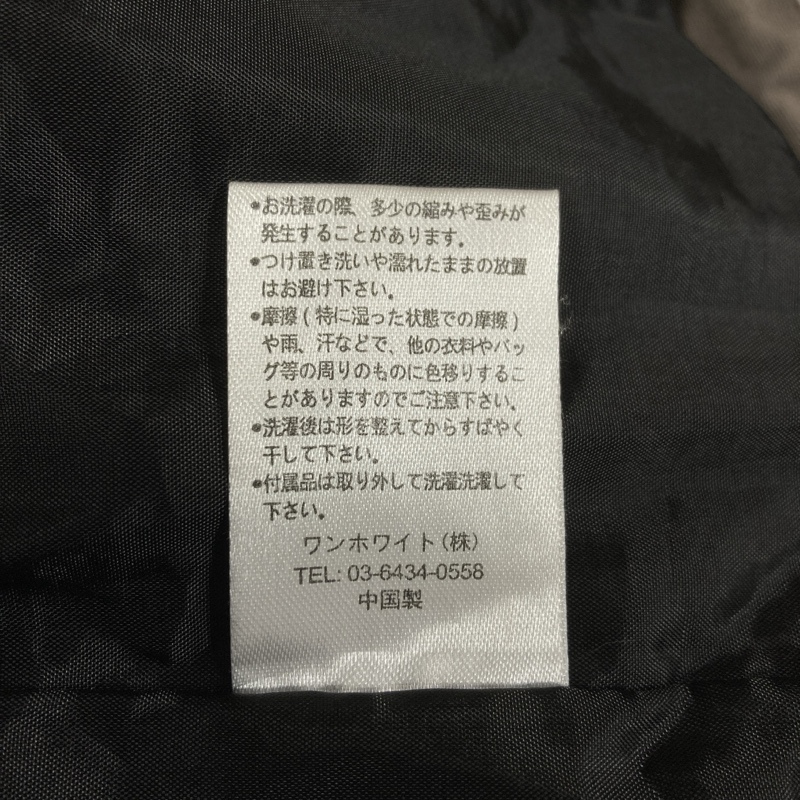 •お洗濯の際、多少の縮みや歪みが
発生することがあります。
•つけ置き洗いや濡れたままの放置
はお避け下さい。
•摩擦(特に湿った状態での摩擦)
や雨、汗などで、他の衣料やバッ
グ等の周りのものに色移りするこ
とがありますのでご注意下さい。
•洗濯後は形を整えてからすばやく
干して下さい。
•付属品は取り外して洗濯洗濯して
下さい。
ワンホワイト(株)
TEL: 03-6434-0558
中国製